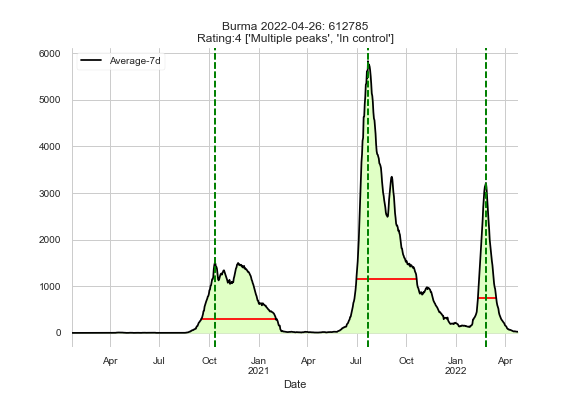 Burma 2022-04-26: 612785
Rating:4 ['Multiple peaks', 'In control']
Average-7d
6000
5000
4000
3000
2000
1000
0
Apr Jul Oct Jan Apr Jul Oct Jan Apr
2021 2022
Date